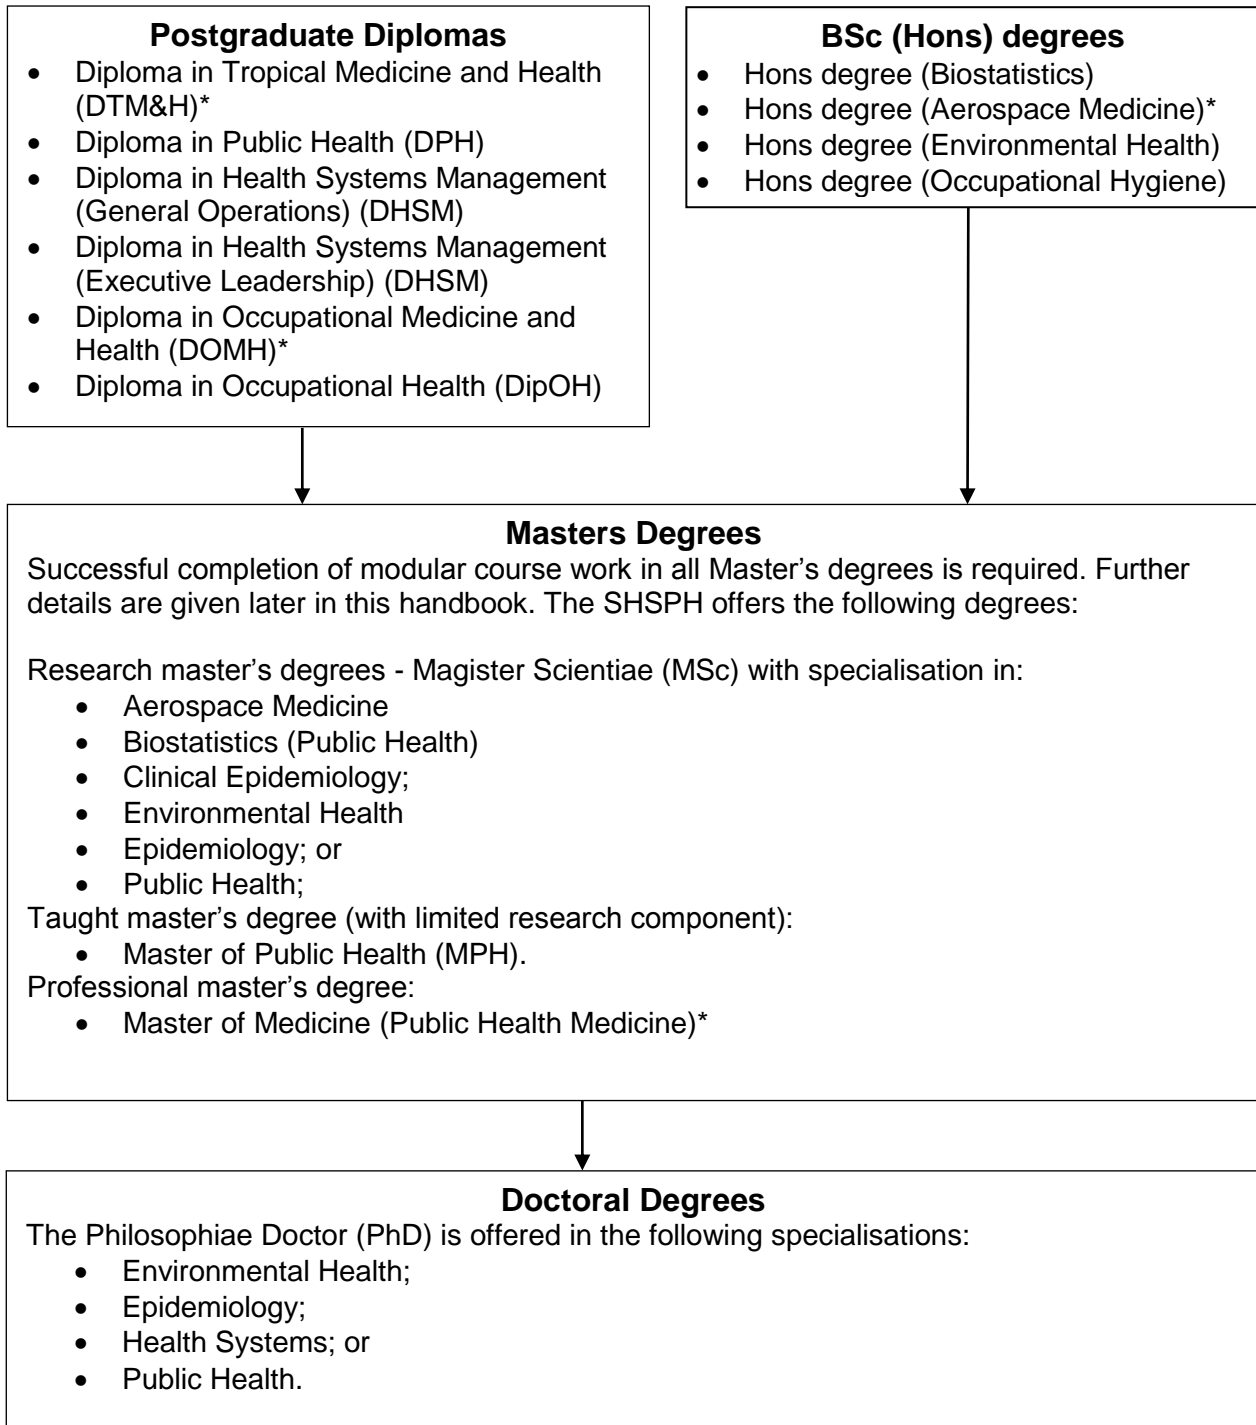 Postgraduate Diplomas
• Diploma in Tropical Medicine and Health
(DTM&H)*
• Diploma in Public Health (DPH)
• Diploma in Health Systems Management
(General Operations) (DHSM)
• Diploma in Health Systems Management
(Executive Leadership) (DHSM)
• Diploma in Occupational Medicine and
Health (DOMH)*
• Diploma in Occupational Health (DipOH)
BSc (Hons) degrees
• Hons degree (Biostatistics)
• Hons degree (Aerospace Medicine)*
• Hons degree (Environmental Health)
• Hons degree (Occupational Hygiene)
Masters Degrees
Successful completion of modular course work in all Master's degrees is required. Further
details are given later in this handbook. The SHSPH offers the following degrees:
Research master's degrees - Magister Scientiae (MSc) with specialisation in:
• Aerospace Medicine
• Biostatistics (Public Health)
• Clinical Epidemiology;
• Environmental Health
• Epidemiology; or
• Public Health;
Taught master's degree (with limited research component):
• Master of Public Health (MPH).
Professional master's degree:
• Master of Medicine (Public Health Medicine)*
Doctoral Degrees
The Philosophiae Doctor (PhD) is offered in the following specialisations:
• Environmental Health;
• Epidemiology;
• Health Systems; or
• Public Health.